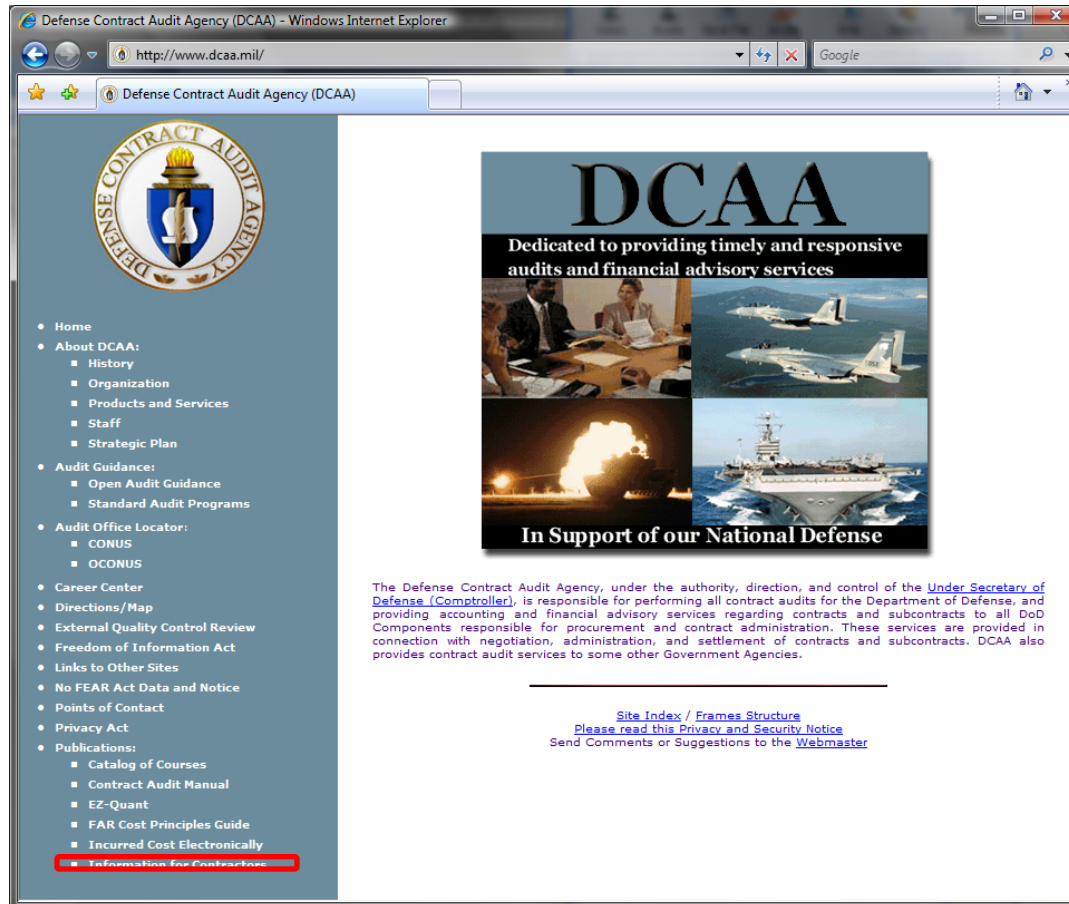 Defense Contract Audit Agency (DCAA) - Windows Internet Explorer
http://www.dcaa.mil/
Google
Defense Contract Audit Agency (DCAA)
DEFENSE CONTRACT AUDIT AGENCY
Home
About DCAA:
History
Organization
Products and Services
Staff
Strategic Plan
Audit Guidance:
Open Audit Guidance
Standard Audit Programs
Audit Office Locator:
CONUS
OCONUS
Career Center
Directions/Map
External Quality Control Review
Freedom of Information Act
Links to Other Sites
No FEAR Act Data and Notice
Points of Contact
Privacy Act
Publications:
Catalog of Courses
Contract Audit Manual
EZ-Quant
FAR Cost Principles Guide
Incurred Cost Electronically
Information for Contractors
DCAA
Dedicated to providing timely and responsive
audits and financial advisory services
In Support of our National Defense
The Defense Contract Audit Agency, under the authority, direction, and control of the Under Secretary of
Defense (Comptroller), is responsible for performing all contract audits for the Department of Defense, and
providing accounting and financial advisory services regarding contracts and subcontracts to all DoD
Components responsible for procurement and contract administration. These services are provided in
connection with negotiation, administration, and settlement of contracts and subcontracts. DCAA also
provides contract audit services to some other Government Agencies.
Site Index / Frames Structure
Please read this Privacy and Security Notice
Send Comments or Suggestions to the Webmaster